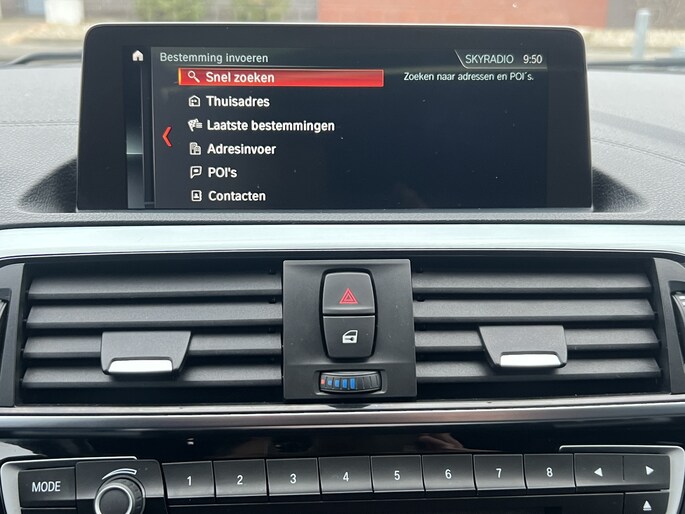 Bestemming invoeren
SKYRADIO 9:50
Snel zoeken
Zoeken naar adressen en POI's.
Thuisadres
Laatste bestemmingen
Adresinvoer
POI's
Contacten
MODE
1 2 3 4 5 6 7 8